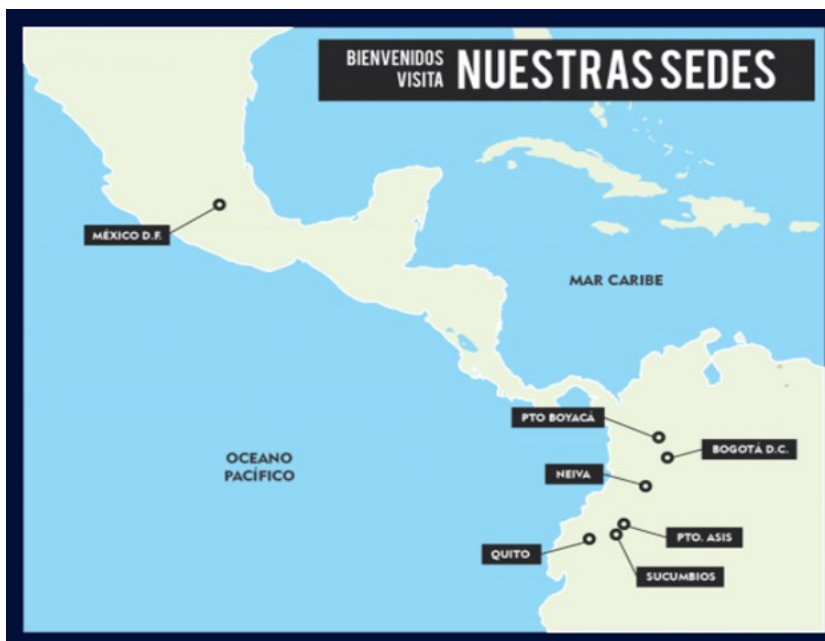 BIENVENIDOS
VISITA
NUESTRAS SEDES
MÉXICO D.F.
MAR CARIBE
PTO BOYACÁ
BOGOTÁ D.C.
OCEANO
PACÍFICO
NEIVA
PTO. ASIS
QUITO
SUCUMBIOS